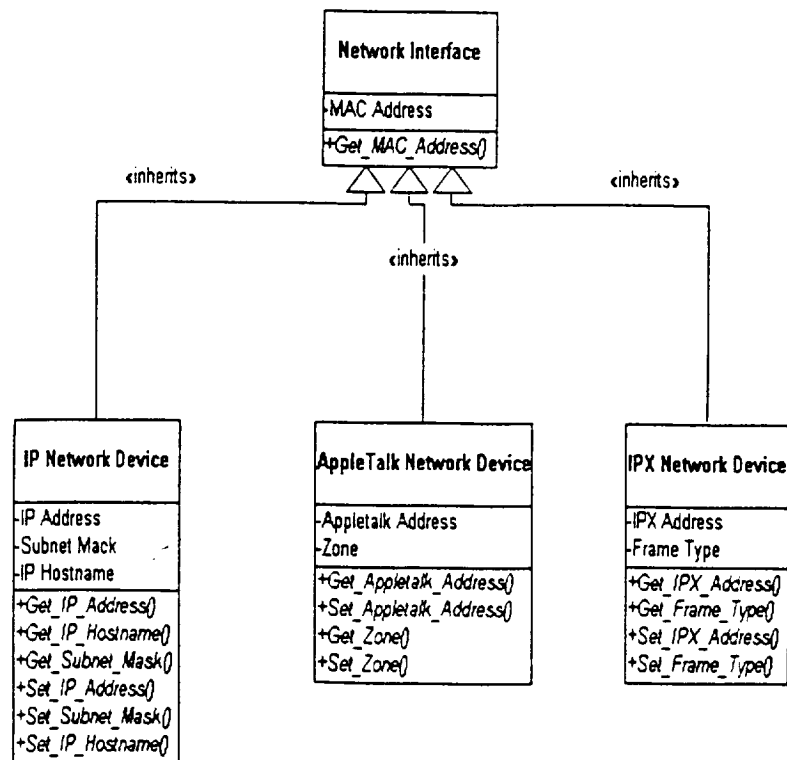 Network Interface
-MAC Address
+Get_MAC_Address()
«inherits»
«inherits»
«inherits»
IP Network Device
-IP Address
-Subnet Mack
-IP Hostname
+Get_IP_Address()
+Get_IP_Hostname()
+Get_Subnet_Mask()
+Set_IP_Address()
+Set_Subnet_Mask()
+Set_IP_Hostname()
AppleTalk Network Device
-Appletalk Address
-Zone
+Get_Appletalk_Address()
+Set_Appletalk_Address()
+Get_Zone()
+Set_Zone()
IPX Network Device
-IPX Address
-Frame Type
+Get_IPX_Address()
+Get_Frame_Type()
+Set_IPX_Address()
+Set_Frame_Type()